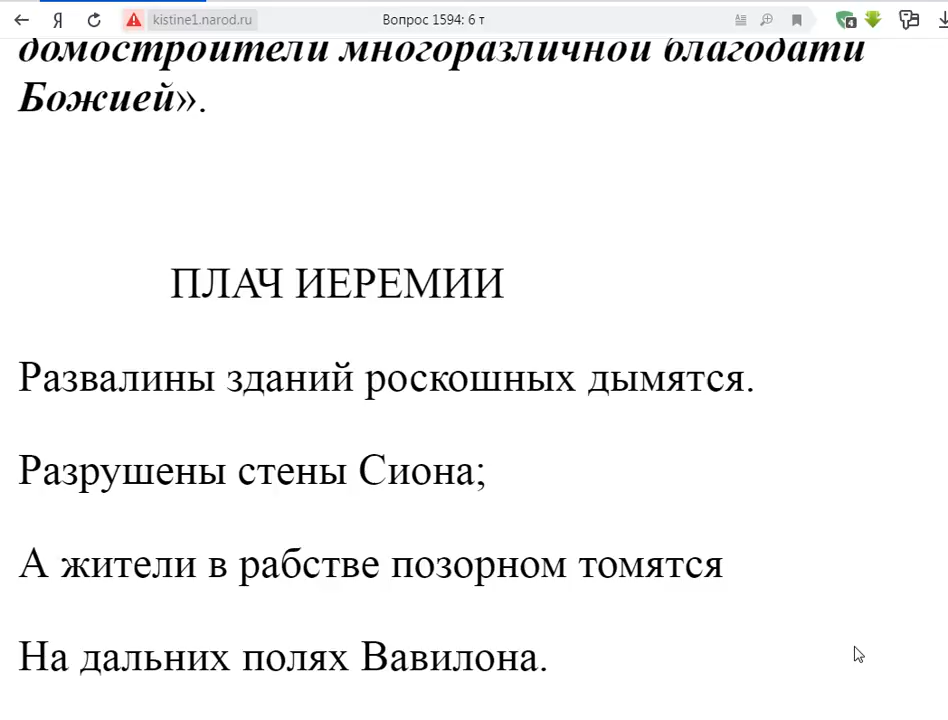 Я
kistine1.narod.ru
Вопрос 1594: 6 т
4
домостроители многоразличной благодати
Божией».
ПЛАЧ ИЕРЕМИИ
Развалины зданий роскошных дымятся.
Разрушены стены Сиона;
А жители в рабстве позорном томятся
На дальних полях Вавилона.